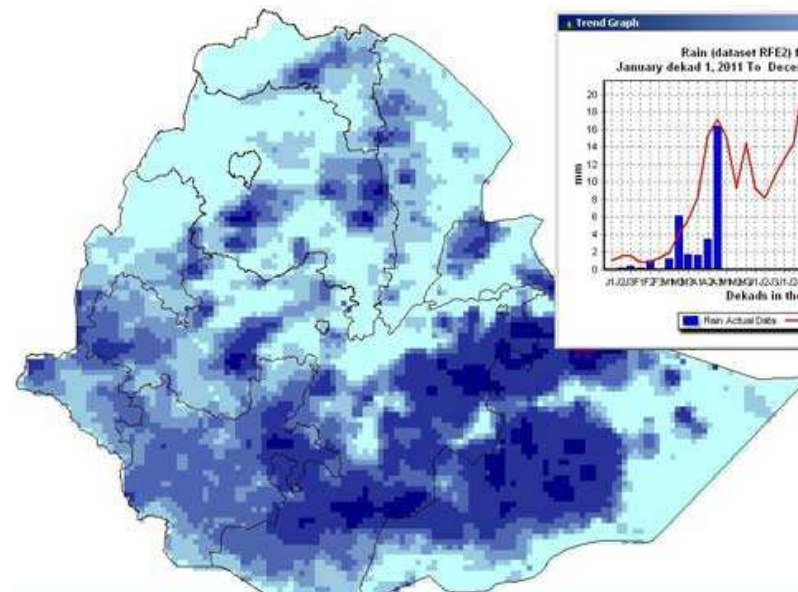 Trend Graph
Rain (dataset RFE2) f
January dekad 1, 2011 To Decem
20
18
16
14
12
10
8
6
4
2
0
mm
Dekads in the
Rain Actual Data